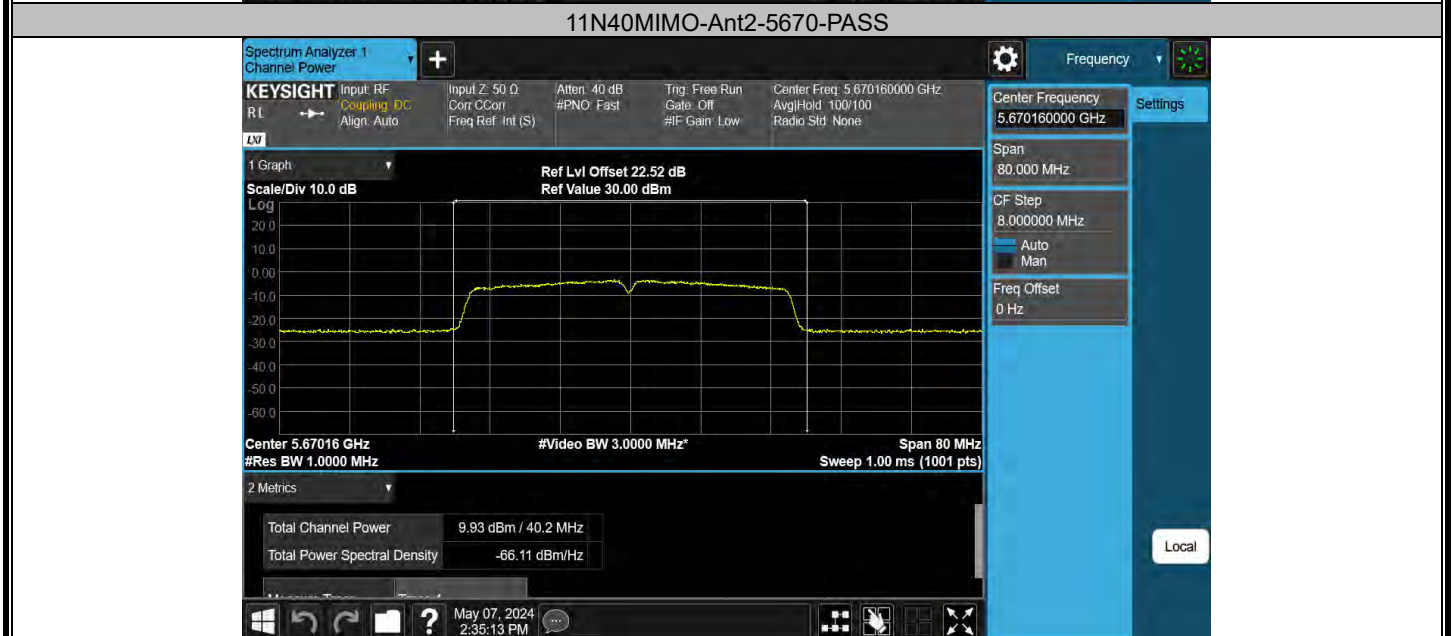 11N40MIMO-Ant2-5670-PASS
Spectrum Analyzer 1
Channel Power
+
Frequency
KEYSIGHT
RL
LXI
Input: RF
Coupling: DC
Align: Auto
Input Z: 50 Ω
Corr CCorr
Freq Ref: Int (S)
Atten: 40 dB
#PNO: Fast
Trig: Free Run
Gate: Off
#IF Gain: Low
Center Freq: 5.670160000 GHz
Avg|Hold: 100/100
Radio Std: None
Center Frequency
5.670160000 GHz
Settings
Span
80.000 MHz
CF Step
8.000000 MHz
Auto
Man
Freq Offset
0 Hz
1 Graph
Scale/Div 10.0 dB
Ref Lvl Offset 22.52 dB
Ref Value 30.00 dBm
Log
20.0
10.0
0.00
-10.0
-20.0
-30.0
-40.0
-50.0
-60.0
Center 5.67016 GHz
#Video BW 3.0000 MHz*
Span 80 MHz
#Res BW 1.0000 MHz
Sweep 1.00 ms (1001 pts)
2 Metrics
Total Channel Power 9.93 dBm / 40.2 MHz
Total Power Spectral Density -66.11 dBm/Hz
Local
?
May 07, 2024
2:35:13 PM